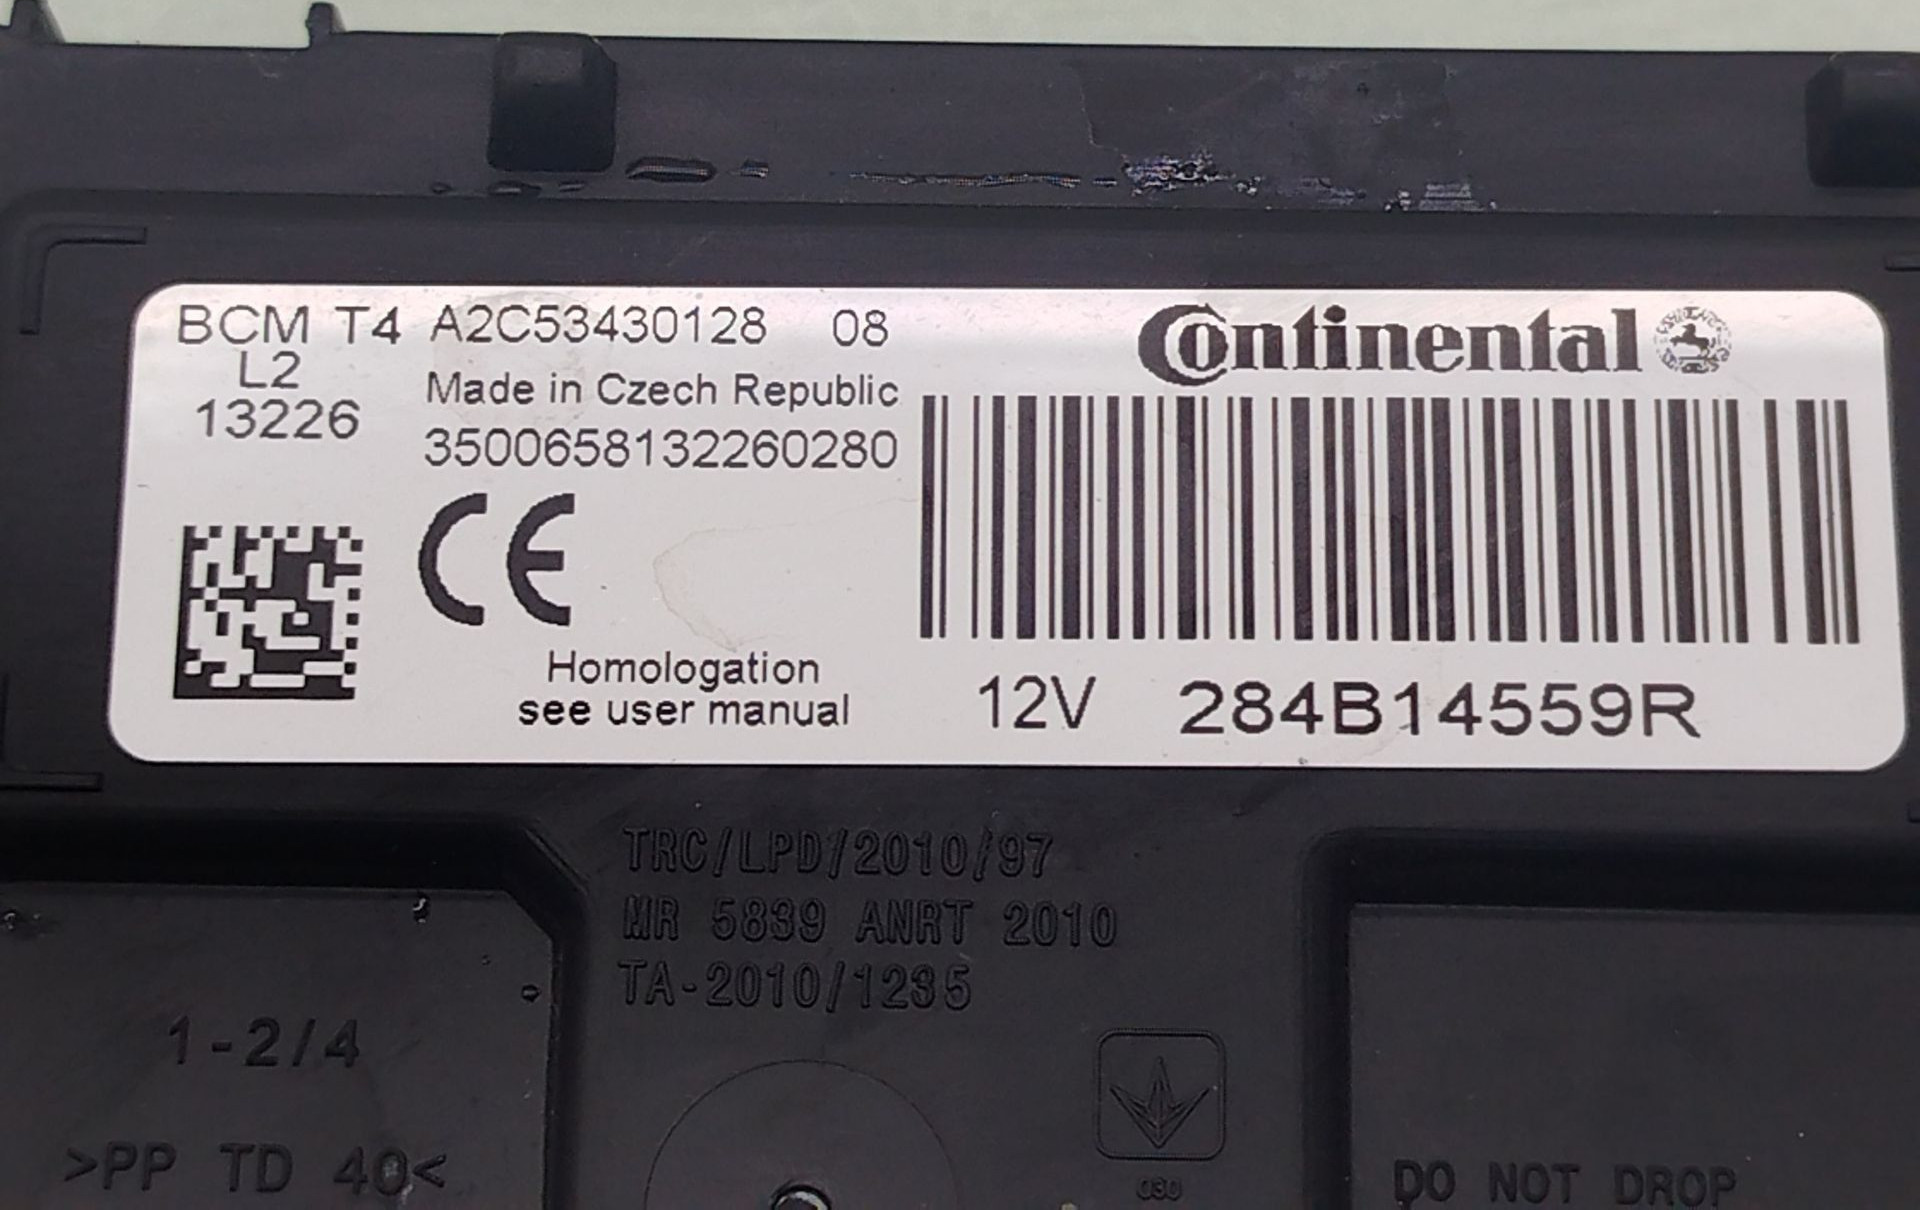 BCM T4 A2C53430128 08
L2
Made in Czech Republic
13226
3500658132260280
Continental
CE
Homologation
see user manual
12V 284B14559R
TRC/LPD/2010/97
MR 5839 ANRT 2010
TA-2010/1235
1-2/4
>PP TD 40<
030
DO NOT DROP